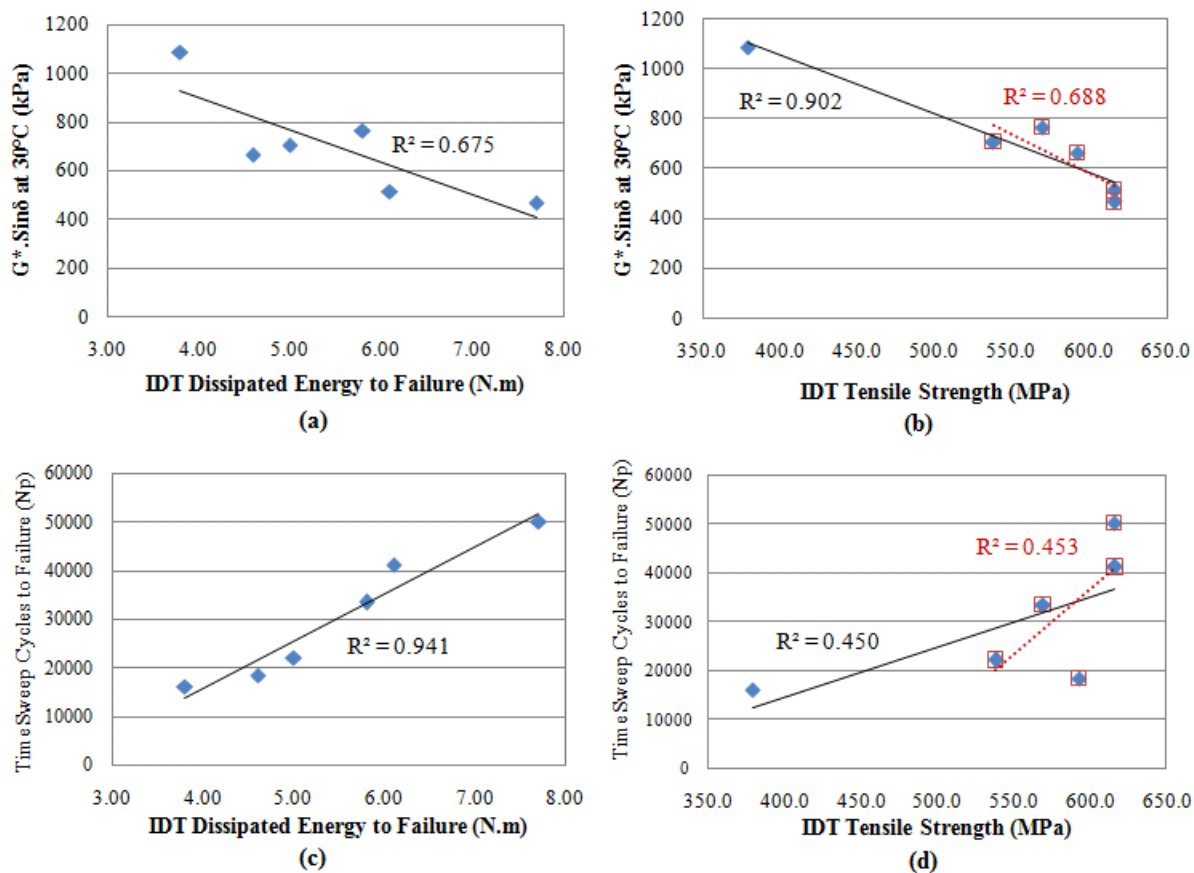 1200
1000
800
600
400
200
0
G*.Sinδ at 30°C (kPa)
R² = 0.675
3.00 4.00 5.00 6.00 7.00 8.00
IDT Dissipated Energy to Failure (N.m)
(a)
1200
1000
800
600
400
200
0
G*.Sinδ at 30°C (kPa)
R² = 0.902
R² = 0.688
350.0 400.0 450.0 500.0 550.0 600.0 650.0
IDT Tensile Strength (MPa)
(b)
60000
50000
40000
30000
20000
10000
0
Time Sweep Cycles to Failure (Np)
R² = 0.941
3.00 4.00 5.00 6.00 7.00 8.00
IDT Dissipated Energy to Failure (N.m)
(c)
60000
50000
40000
30000
20000
10000
0
Time Sweep Cycles to Failure (Np)
R² = 0.453
R² = 0.450
350.0 400.0 450.0 500.0 550.0 600.0 650.0
IDT Tensile Strength (MPa)
(d)